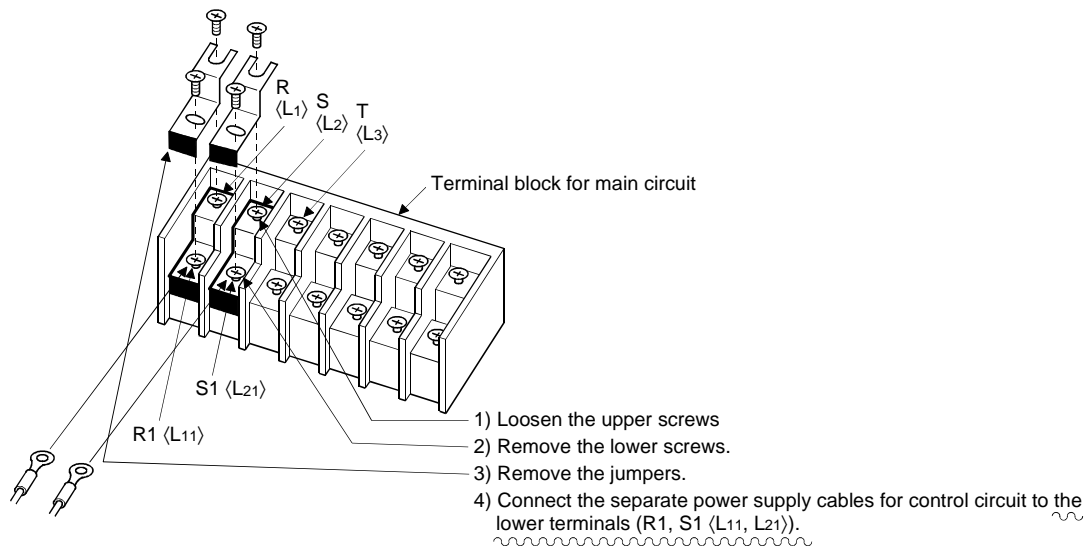 R
⟨L1⟩
S
⟨L2⟩
T
⟨L3⟩
Terminal block for main circuit
S1 ⟨L21⟩
R1 ⟨L11⟩
1) Loosen the upper screws
2) Remove the lower screws.
3) Remove the jumpers.
4) Connect the separate power supply cables for control circuit to the
lower terminals (R1, S1 ⟨L11, L21⟩).